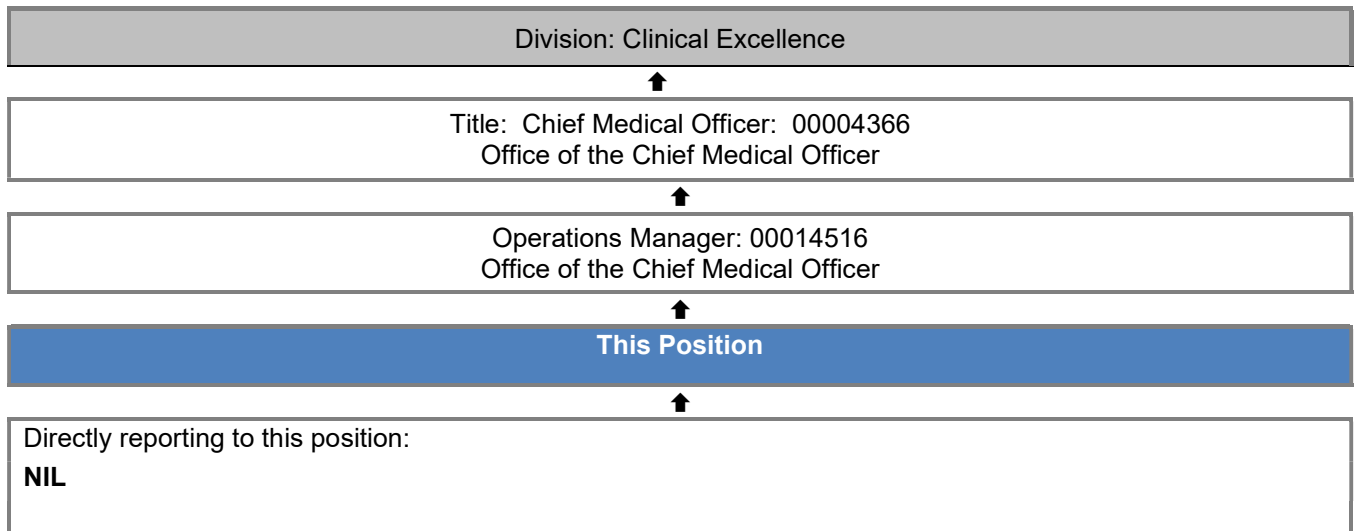 Division: Clinical Excellence
Title: Chief Medical Officer: 00004366
Office of the Chief Medical Officer
Operations Manager: 00014516
Office of the Chief Medical Officer
This Position
Directly reporting to this position:
NIL